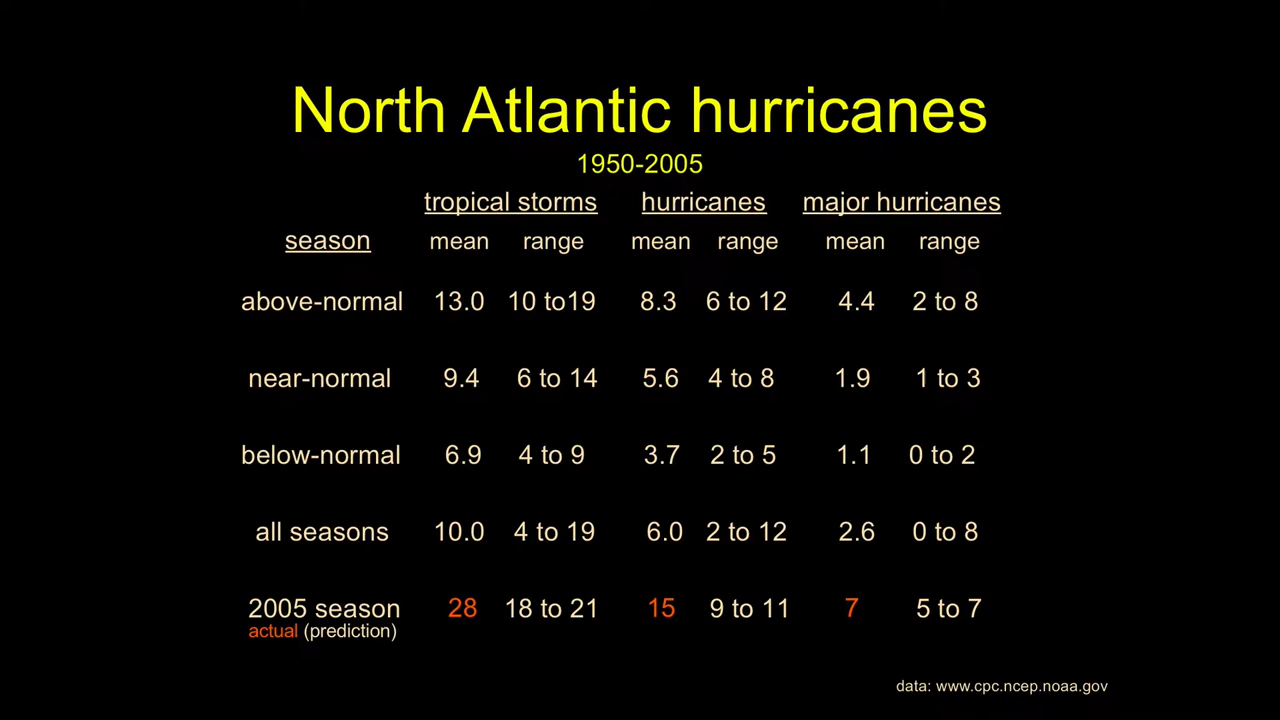 North Atlantic hurricanes
1950-2005
tropical storms hurricanes major hurricanes
season mean range mean range mean range
above-normal 13.0 10 to19 8.3 6 to 12 4.4 2 to 8
near-normal 9.4 6 to 14 5.6 4 to 8 1.9 1 to 3
below-normal 6.9 4 to 9 3.7 2 to 5 1.1 0 to 2
all seasons 10.0 4 to 19 6.0 2 to 12 2.6 0 to 8
2005 season 28 18 to 21 15 9 to 11 7 5 to 7
actual (prediction)
data: www.cpc.ncep.noaa.gov